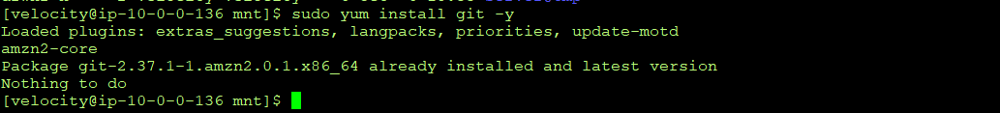 [velocity@ip-10-0-0-136 mnt]$ sudo yum install git -y
Loaded plugins: extras_suggestions, langpacks, priorities, update-motd
amzn2-core
Package git-2.37.1-1.amzn2.0.1.x86_64 already installed and latest version
Nothing to do
[velocity@ip-10-0-0-136 mnt]$